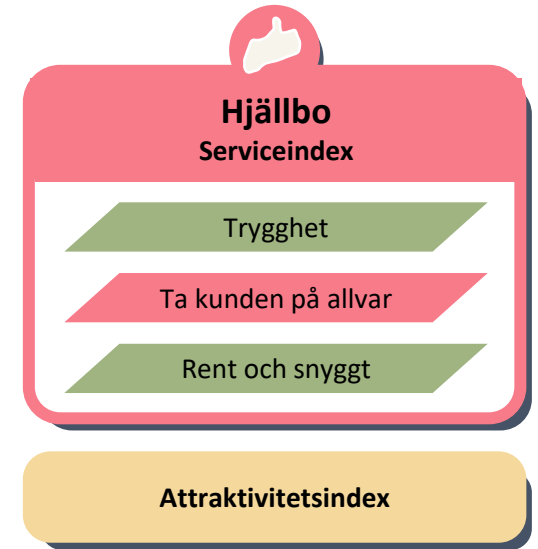 Hjällbo
Serviceindex
Trygghet
Ta kunden på allvar
Rent och snyggt
Attraktivitetsindex